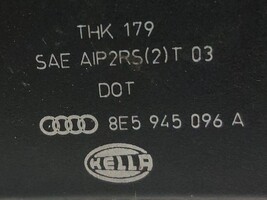 THK 179
SAE AIP2RS(2)T 03
DOT
8E5 945 096 A
HELLA